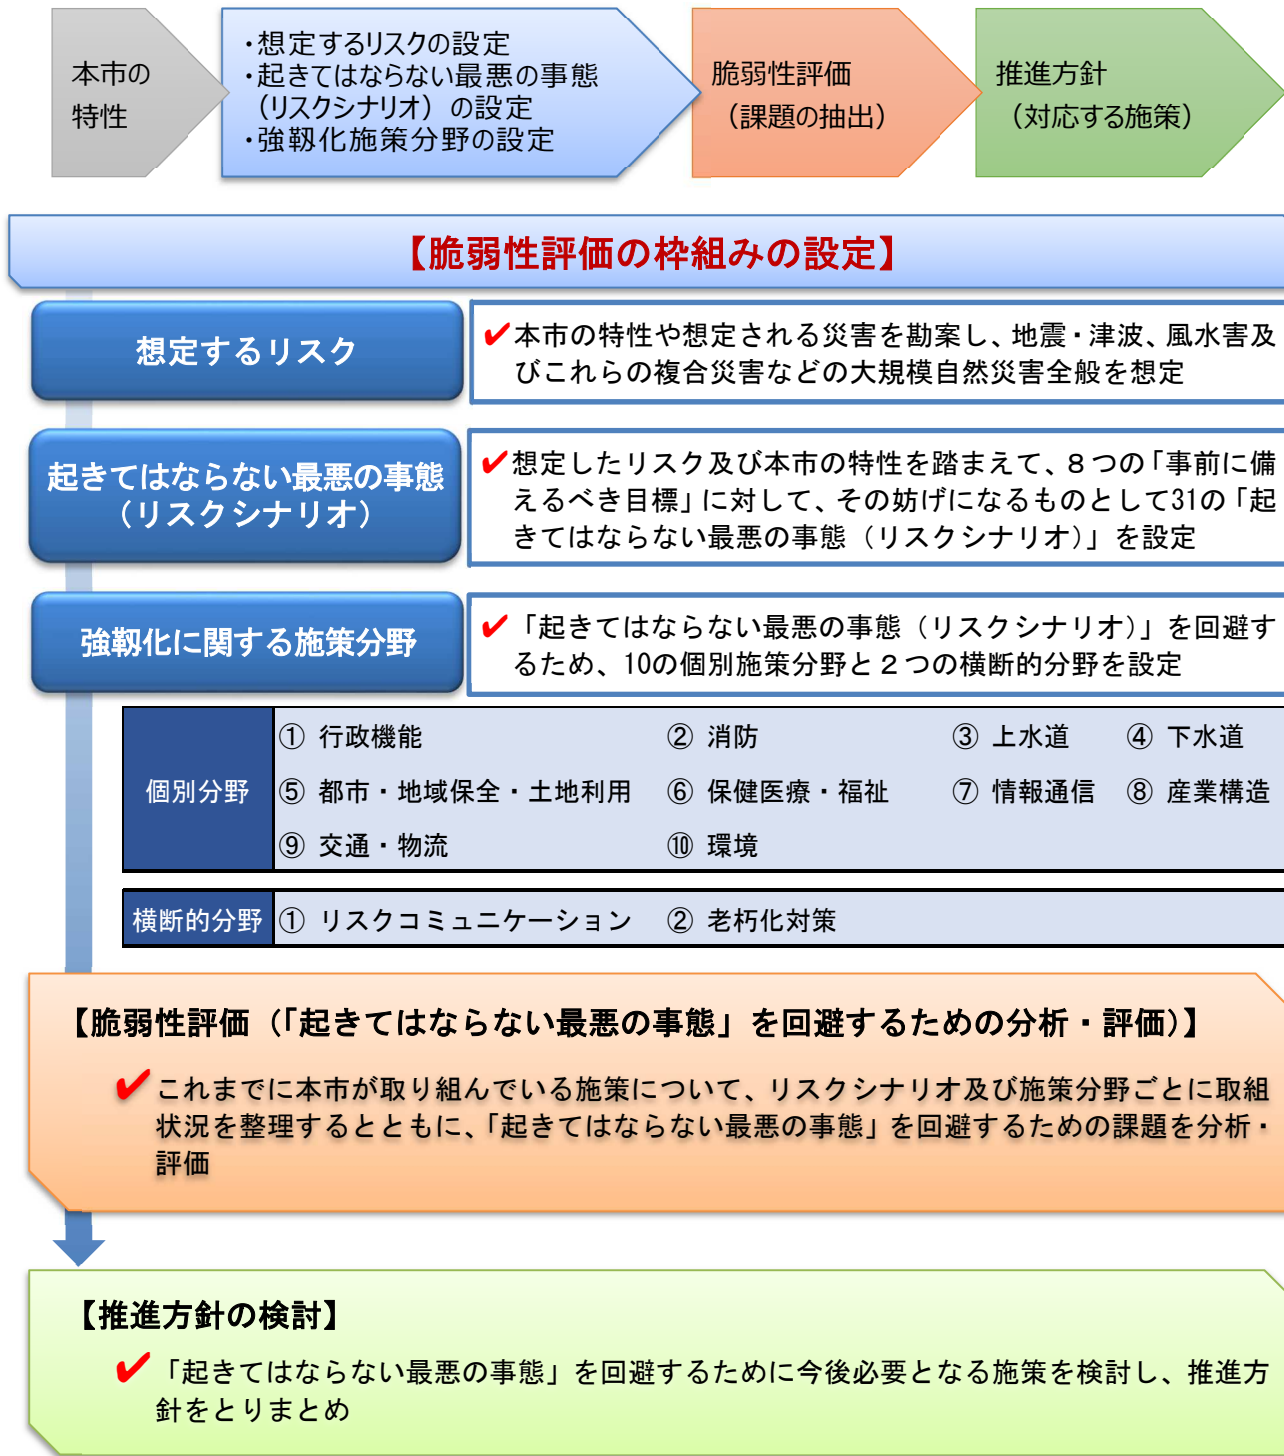 本市の
特性
・想定するリスクの設定
・起きてはならない最悪の事態
（リスクシナリオ）の設定
・強靱化施策分野の設定
脆弱性評価
（課題の抽出）
推進方針
（対応する施策）
【脆弱性評価の枠組みの設定】
想定するリスク
✔本市の特性や想定される災害を勘案し、地震・津波、風水害及
びこれらの複合災害などの大規模自然災害全般を想定
起きてはならない最悪の事態
（リスクシナリオ）
✔想定したリスク及び本市の特性を踏まえて、８つの「事前に備
えるべき目標」に対して、その妨げになるものとして31の「起
きてはならない最悪の事態（リスクシナリオ）」を設定
強靱化に関する施策分野
✔「起きてはならない最悪の事態（リスクシナリオ）」を回避す
るため、10の個別施策分野と２つの横断的分野を設定
個別分野
① 行政機能 ② 消防 ③ 上水道 ④ 下水道
⑤ 都市・地域保全・土地利用 ⑥ 保健医療・福祉 ⑦ 情報通信 ⑧ 産業構造
⑨ 交通・物流 ⑩ 環境
横断的分野 ① リスクコミュニケーション ② 老朽化対策
【脆弱性評価（「起きてはならない最悪の事態」を回避するための分析・評価）】
✔これまでに本市が取り組んでいる施策について、リスクシナリオ及び施策分野ごとに取組
状況を整理するとともに、「起きてはならない最悪の事態」を回避するための課題を分析・
評価
【推進方針の検討】
✔「起きてはならない最悪の事態」を回避するために今後必要となる施策を検討し、推進方
針をとりまとめ